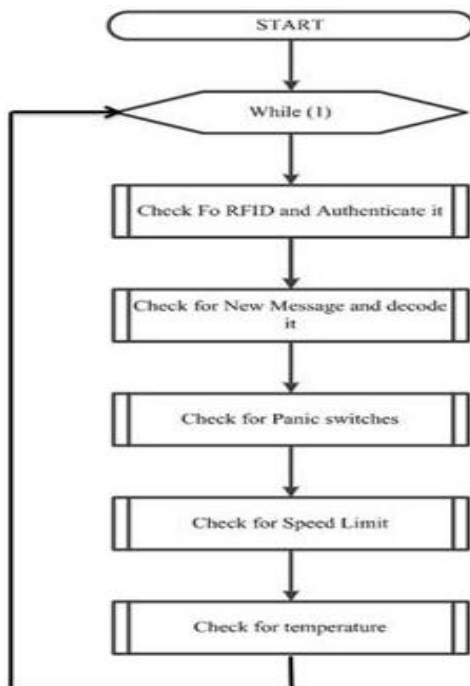 START
While (1)
Check Fo RFID and Authenticate it
Check for New Message and decode
it
Check for Panic switches
Check for Speed Limit
Check for temperature